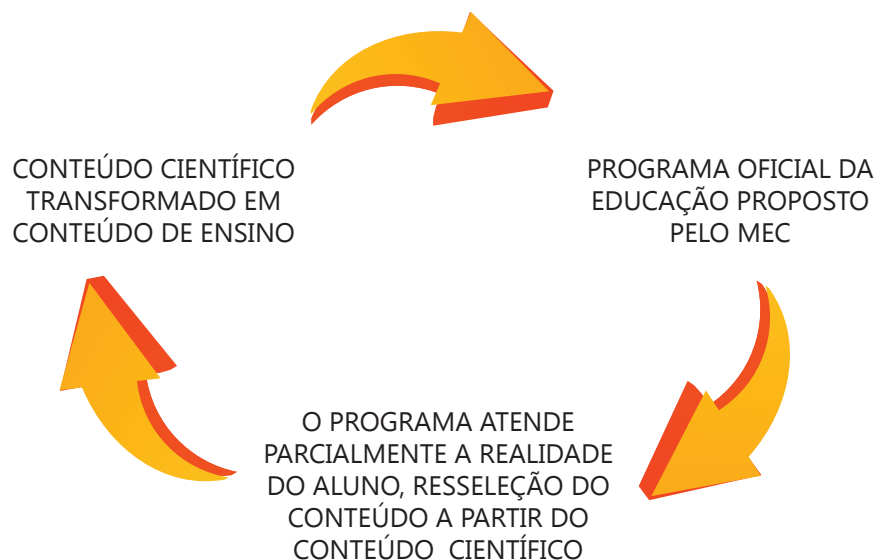 CONTEÚDO CIENTÍFICO
TRANSFORMADO EM
CONTEÚDO DE ENSINO
PROGRAMA OFICIAL DA
EDUCAÇÃO PROPOSTO
PELO MEC
O PROGRAMA ATENDE
PARCIALMENTE A REALIDADE
DO ALUNO, RESSELEÇÃO DO
CONTEÚDO A PARTIR DO
CONTEÚDO CIENTÍFICO